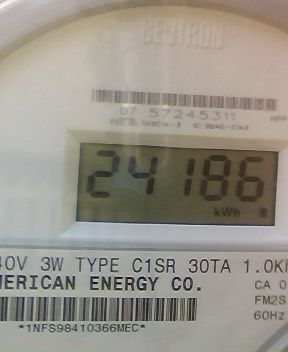 CENTRON
07 57245311
24186
kWh
40V 3W TYPE C1SR 30TA 1.0K
MERICAN ENERGY CO.
CA 0
FM2S
60Hz
*1NFS98410366MEC*